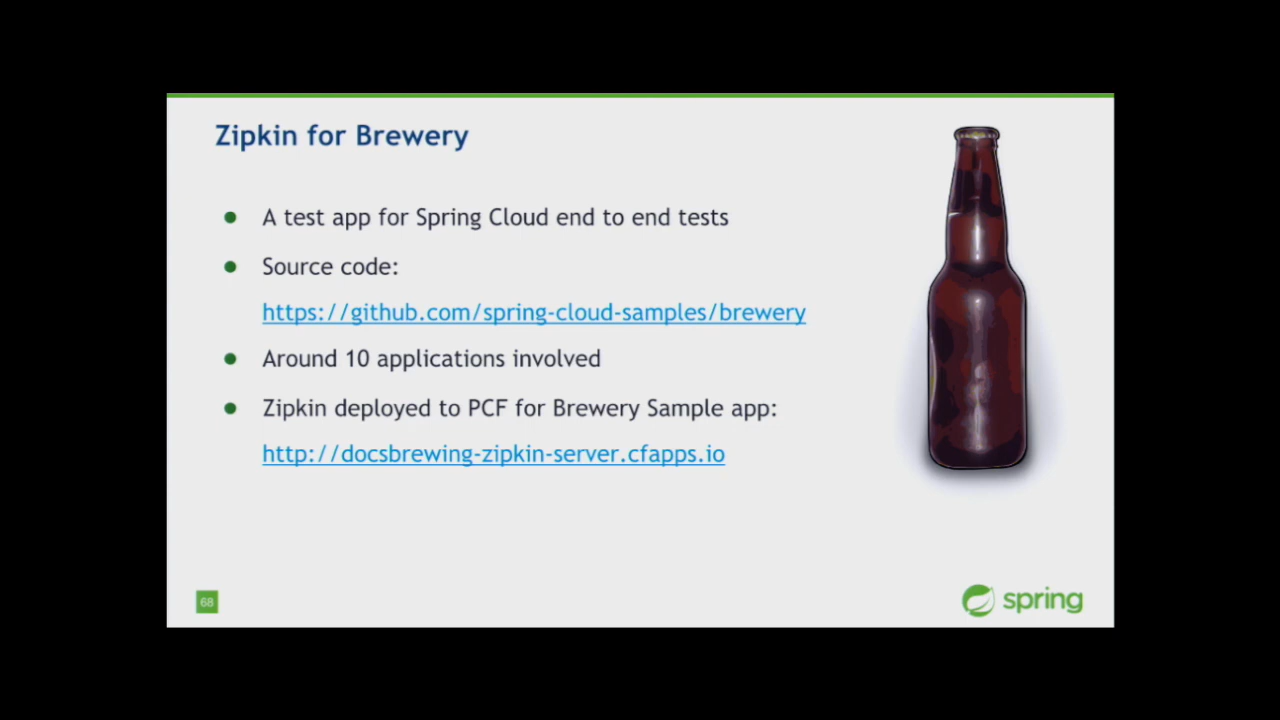 Zipkin for Brewery
A test app for Spring Cloud end to end tests
Source code:
https://github.com/spring-cloud-samples/brewery
Around 10 applications involved
Zipkin deployed to PCF for Brewery Sample app:
http://docsbrewing-zipkin-server.cfapps.io
68
spring